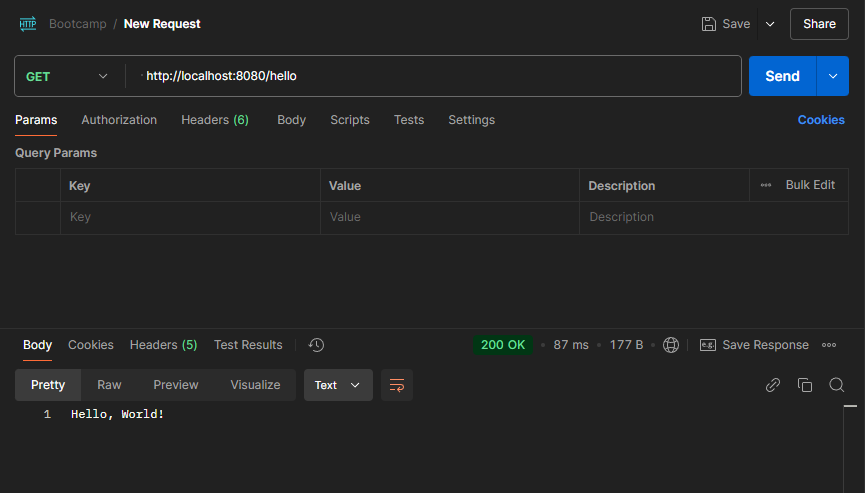 HTTP Bootcamp / New Request Save Share
GET http://localhost:8080/hello Send
Params Authorization Headers (6) Body Scripts Tests Settings Cookies
Query Params
Key Value Description Bulk Edit
Key Value Description
Body Cookies Headers (5) Test Results 200 OK 87 ms 177 B e.g. Save Response
Pretty Raw Preview Visualize Text
1 Hello, World!